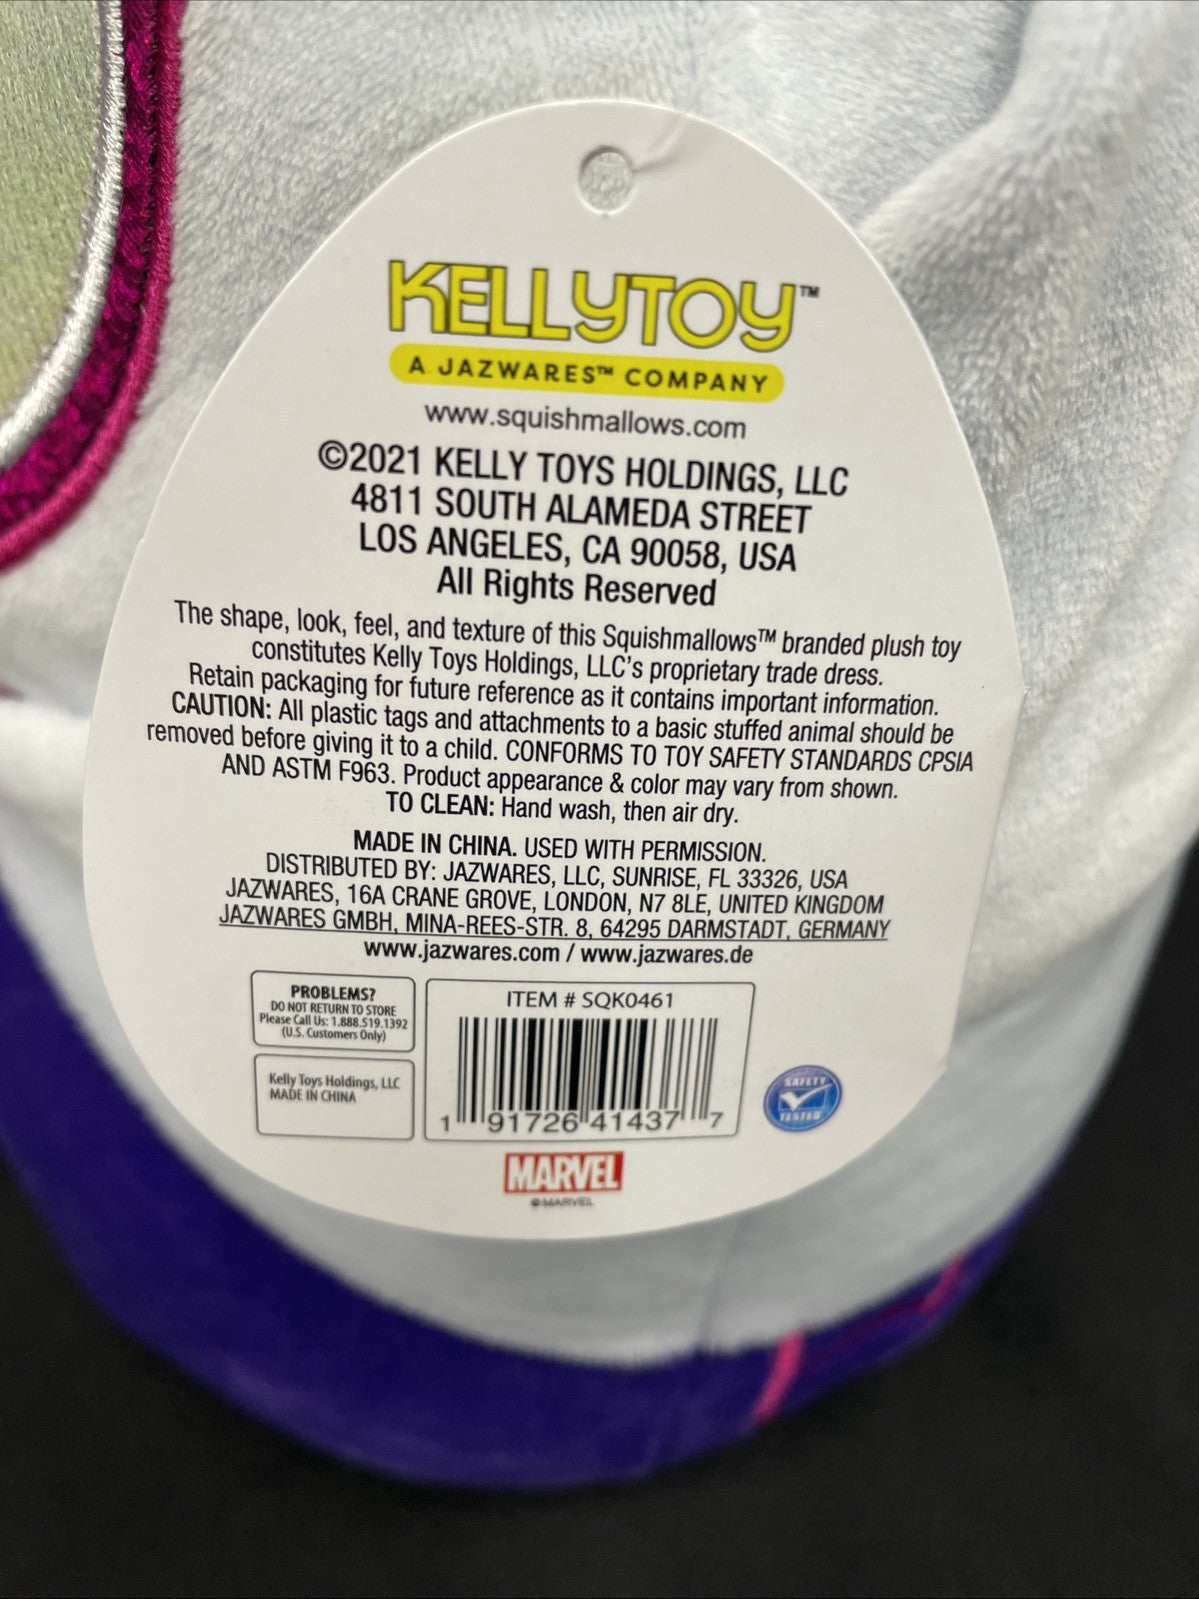 KELLYTOY™
A JAZWARES™ COMPANY
www.squishmallows.com
©2021 KELLY TOYS HOLDINGS, LLC
4811 SOUTH ALAMEDA STREET
LOS ANGELES, CA 90058, USA
All Rights Reserved
The shape, look, feel, and texture of this Squishmallows™ branded plush toy
constitutes Kelly Toys Holdings, LLC's proprietary trade dress.
Retain packaging for future reference as it contains important information.
CAUTION: All plastic tags and attachments to a basic stuffed animal should be
removed before giving it to a child. CONFORMS TO TOY SAFETY STANDARDS CPSIA
AND ASTM F963. Product appearance & color may vary from shown.
TO CLEAN: Hand wash, then air dry.
MADE IN CHINA. USED WITH PERMISSION.
DISTRIBUTED BY: JAZWARES, LLC, SUNRISE, FL 33326, USA
JAZWARES, 16A CRANE GROVE, LONDON, N7 8LE, UNITED KINGDOM
JAZWARES GMBH, MINA-REES-STR. 8, 64295 DARMSTADT, GERMANY
www.jazwares.com / www.jazwares.de
PROBLEMS?
DO NOT RETURN TO STORE
Please Call Us: 1.888.519.1392
(U.S. Customers Only)
Kelly Toys Holdings, LLC
MADE IN CHINA
ITEM # SQK0461
1 91726 41437 7
SAFETY
TESTED
MARVEL
©MARVEL